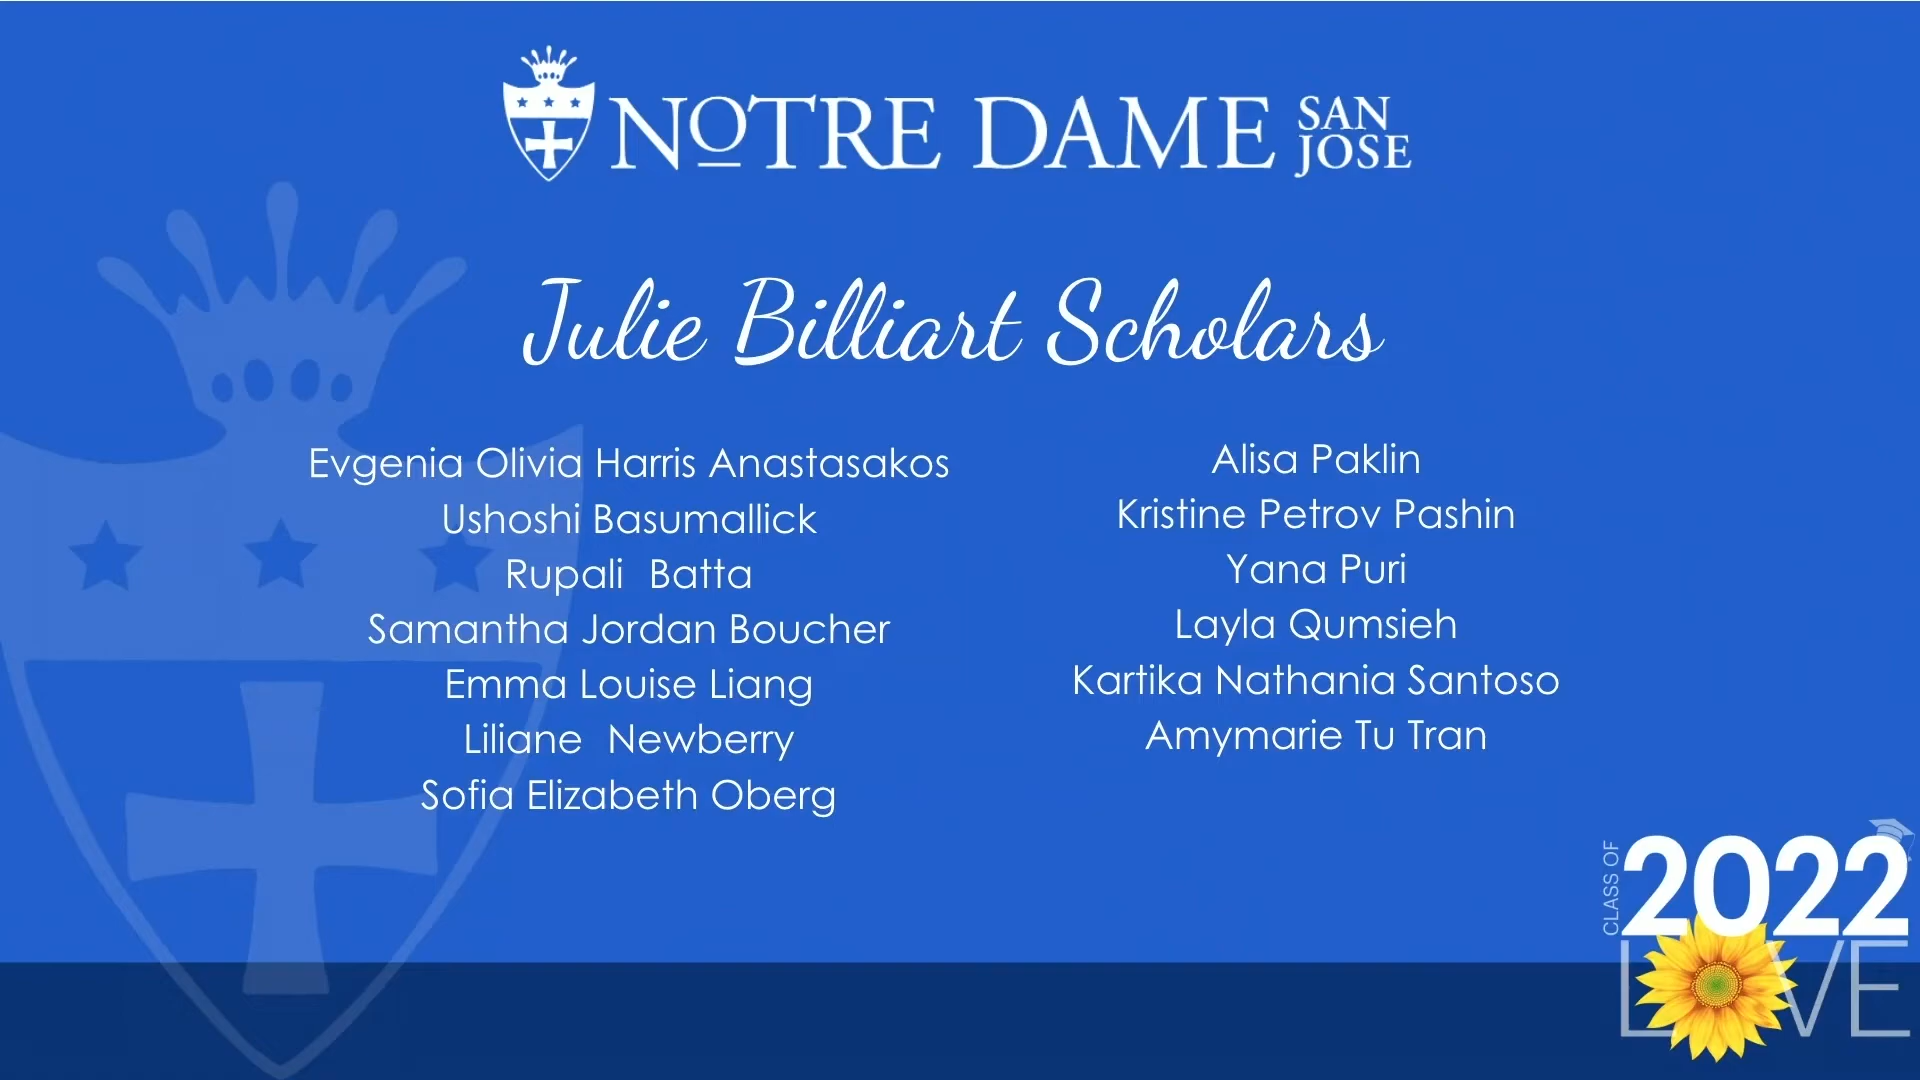 NOTRE DAME SAN JOSE
Julie Billiart Scholars
Evgenia Olivia Harris Anastasakos
Ushoshi Basumallick
Rupali  Batta
Samantha Jordan Boucher
Emma Louise Liang
Liliane  Newberry
Sofia Elizabeth Oberg
Alisa Paklin
Kristine Petrov Pashin
Yana Puri
Layla Qumsieh
Kartika Nathania Santoso
Amymarie Tu Tran
CLASS OF
2022
LOVE